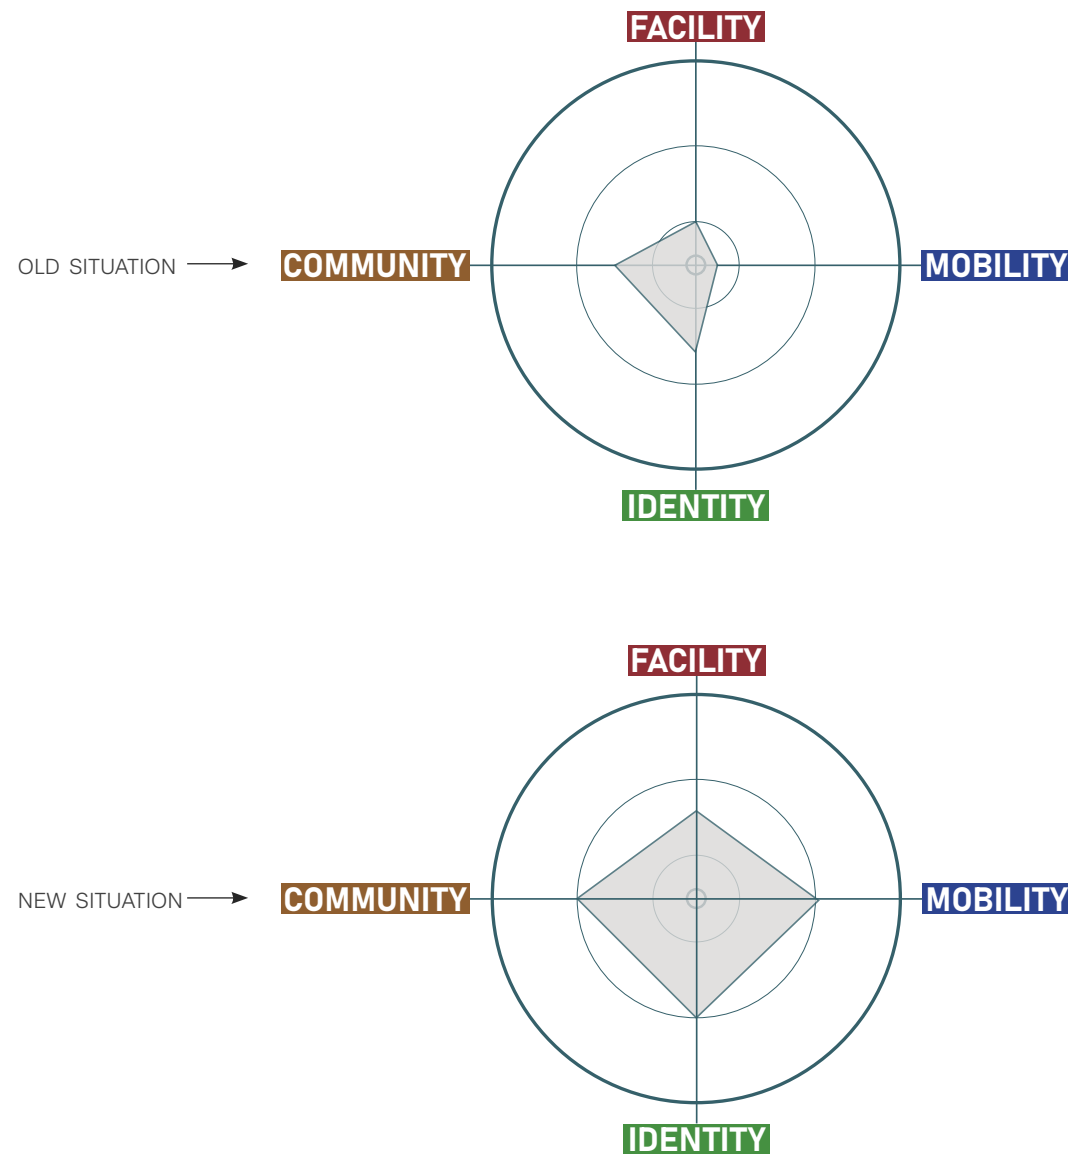 FACILITY
OLD SITUATION
COMMUNITY
MOBILITY
IDENTITY
FACILITY
NEW SITUATION
COMMUNITY
MOBILITY
IDENTITY